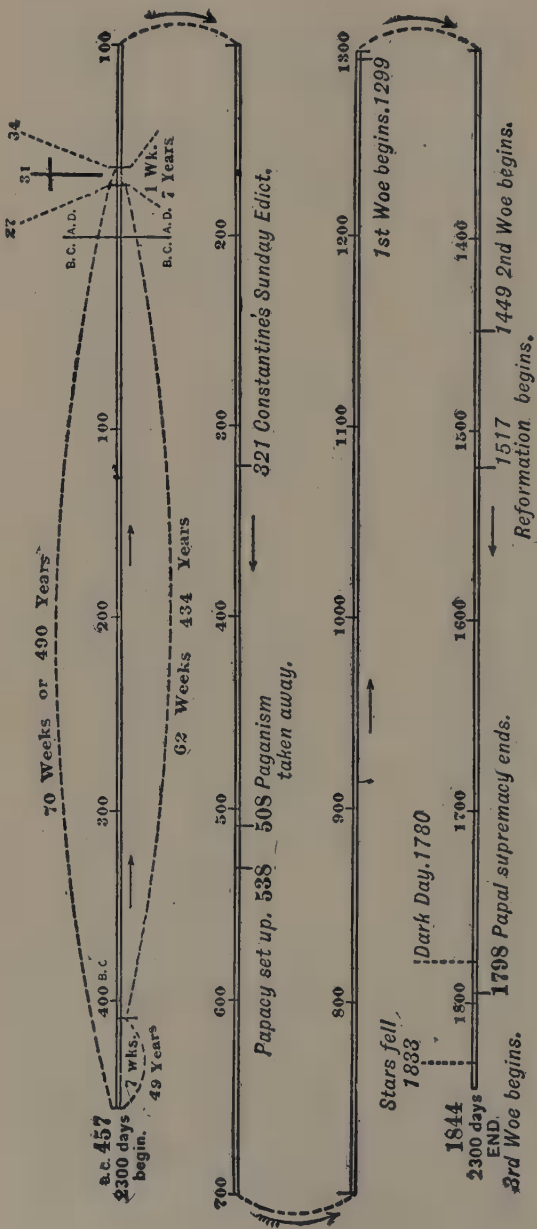 27
31
34
70 Weeks or 490 Years
B.C. A.D.
400 B.C
300
200
100
100
B.C. 457
2300 days
begin.
7 wks.
49 Years
62 Weeks 434 Years
B.C. A.D.
1 Wk.
7 Years
700
600
500
400
300
200
Papacy set up. 538
508 Paganism
taken away.
321 Constantine's Sunday Edict.
800
900
1000
1100
1200
1300
1st Woe begins. 1299
Stars fell
1833
Dark Day. 1780
1800
1700
1600
1500
1400
1844
2300 days
END.
3rd Woe begins.
1798 Papal supremacy ends.
1517
Reformation begins.
1449 2nd Woe begins.